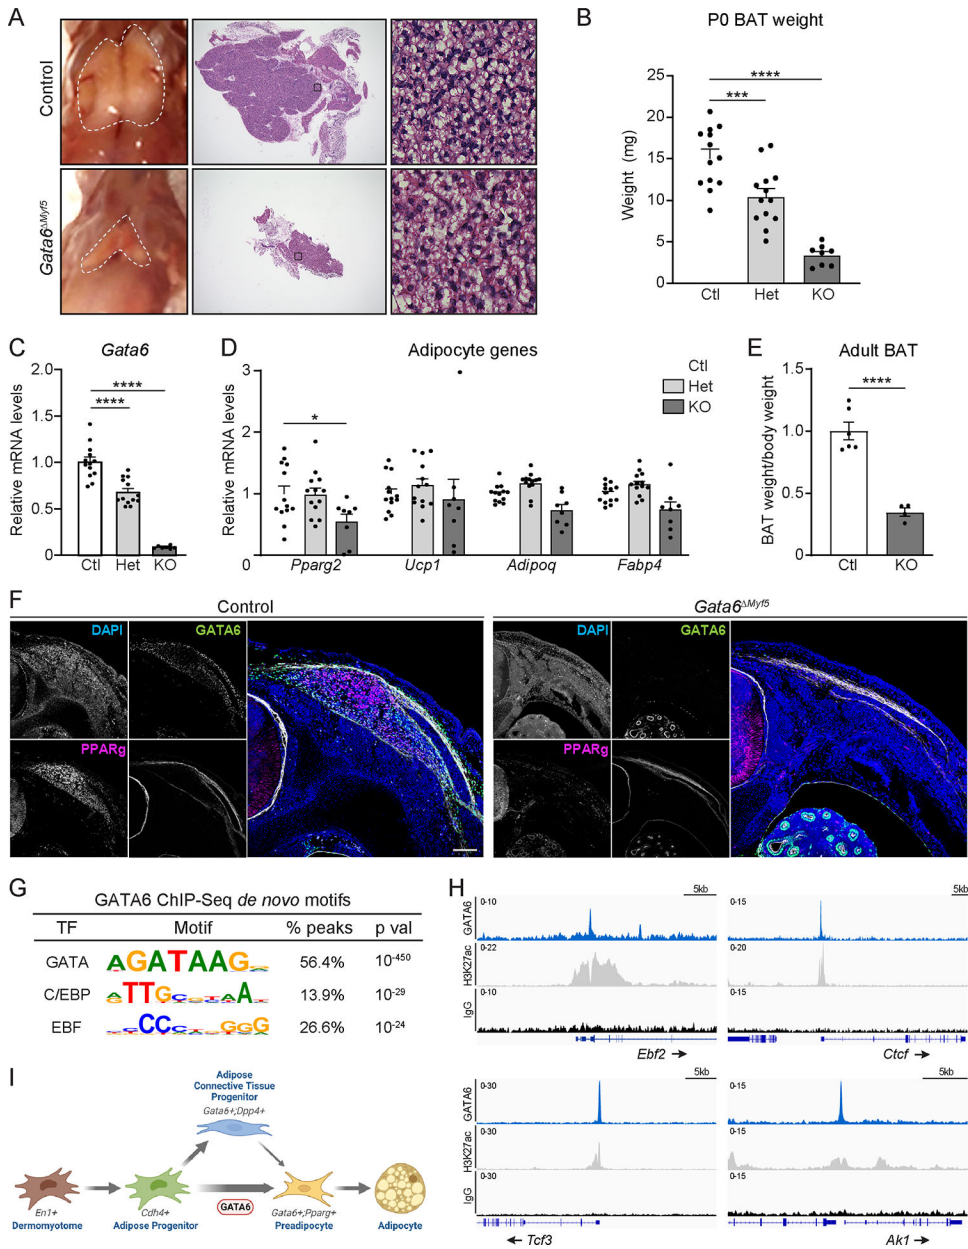 A
Control
Gata6ΔMyf5
B
P0 BAT weight
Weight (mg)
25
20
15
10
5
0
****
***
Ctl Het KO
C
Gata6
Relative mRNA levels
2.0
1.5
1.0
0.5
0
****
****
Ctl Het KO
D
Adipocyte genes
Relative mRNA levels
3
2
1
0
*
Ctl
Het
KO
Pparg2 Ucp1 Adipoq Fabp4
E
Adult BAT
BAT weight/body weight
1.5
1.0
0.5
0
****
Ctl KO
F
Control
DAPI GATA6
PPARg
Gata6ΔMyf5
DAPI GATA6
PPARg
G
GATA6 ChIP-Seq de novo motifs
TF Motif % peaks p val
GATA AGATAAG 56.4% 10-450
C/EBP 13.9% 10-29
EBF 26.6% 10-24
H
5kb
GATA6 0-10
H3K27ac 0-22
IgG 0-10
Ebf2 →
5kb
0-15
0-20
0-15
Ctcf →
5kb
GATA6 0-30
H3K27ac 0-30
IgG 0-30
← Tcf3
5kb
0-15
0-15
0-15
Ak1 →
I
Adipose
Connective Tissue
Progenitor
Gata6+;Dpp4+
En1+
Dermomyotome
Cdh4+
Adipose Progenitor
GATA6
Gata6+;Pparg+
Preadipocyte
Adipocyte